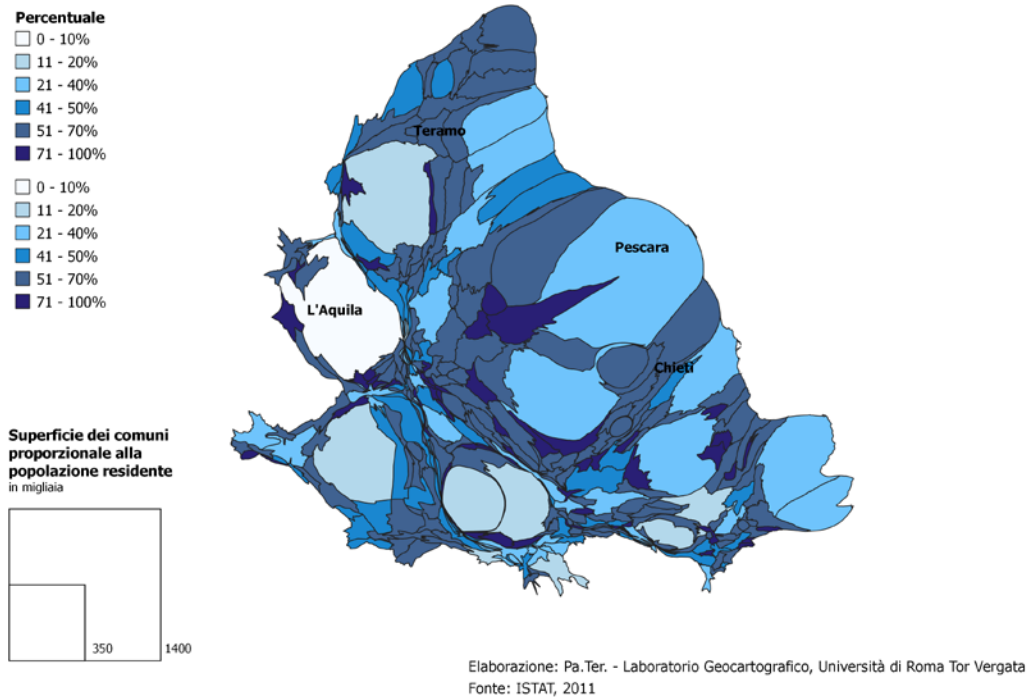 Percentuale
0 - 10%
11 - 20%
21 - 40%
41 - 50%
51 - 70%
71 - 100%
0 - 10%
11 - 20%
21 - 40%
41 - 50%
51 - 70%
71 - 100%
Teramo
Pescara
L'Aquila
Chieti
Superficie dei comuni
proporzionale alla
popolazione residente
in migliaia
350
1400
Elaborazione: Pa.Ter. - Laboratorio Geocartografico, Università di Roma Tor Vergata
Fonte: ISTAT, 2011